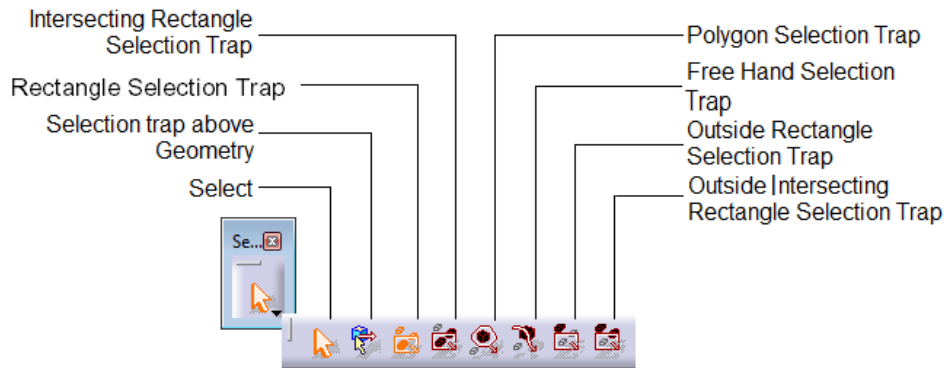 Intersecting Rectangle
Selection Trap
Rectangle Selection Trap
Selection trap above
Geometry
Select
Se...
Polygon Selection Trap
Free Hand Selection
Trap
Outside Rectangle
Selection Trap
Outside Intersecting
Rectangle Selection Trap